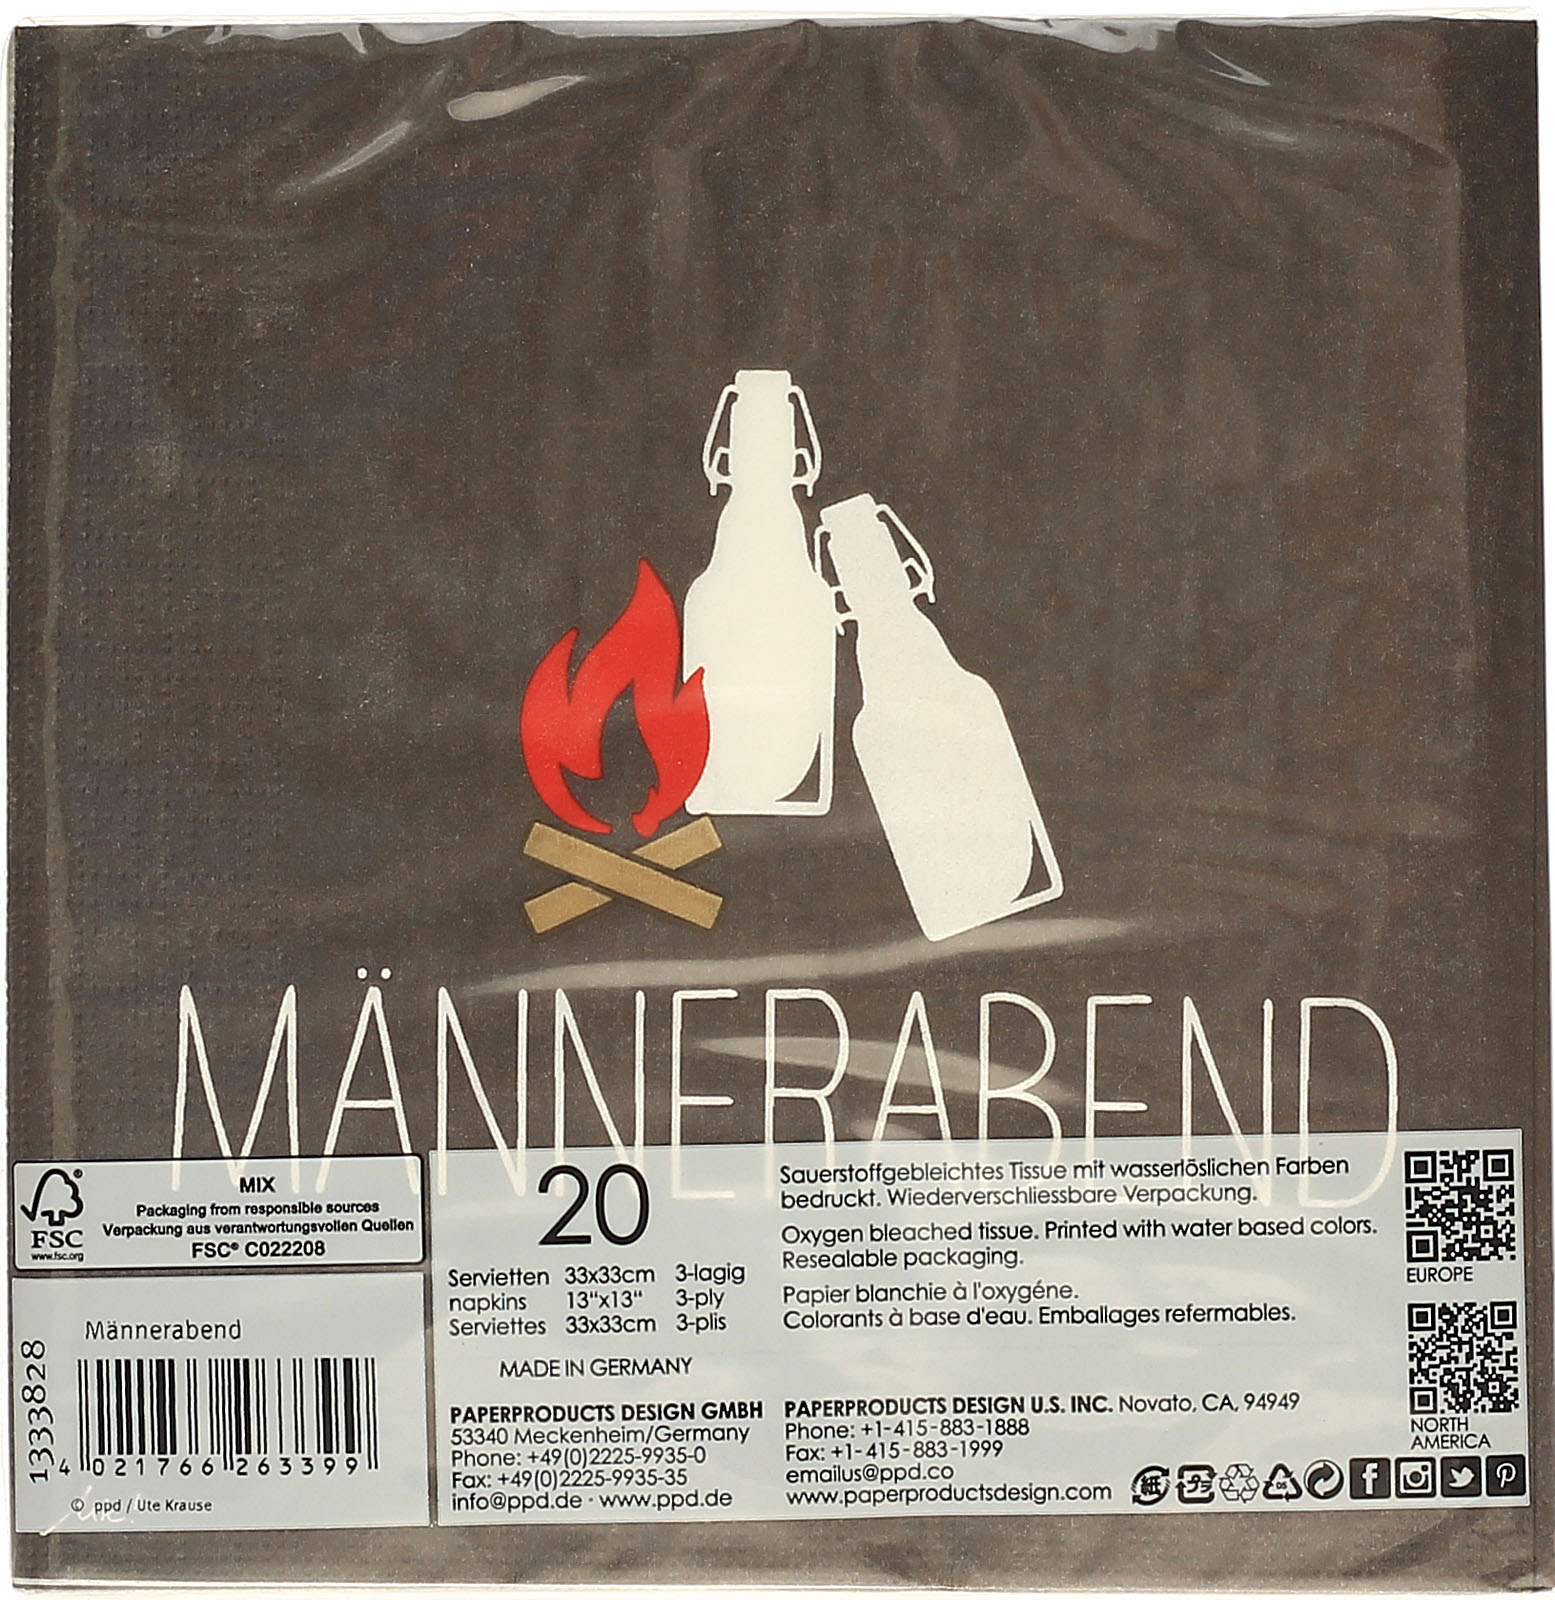 MÄNNERABEND
FSC
www.fsc.org
MIX
Packaging from responsible sources
Verpackung aus verantwortungsvollen Quellen
FSC® C022208
Männerabend
1333828
4 021766 263399
© ppd / Ute Krause
20
Servietten 33x33cm 3-lagig
napkins 13"x13" 3-ply
Serviettes 33x33cm 3-plis
MADE IN GERMANY
PAPERPRODUCTS DESIGN GMBH
53340 Meckenheim/Germany
Phone: +49(0)2225-9935-0
Fax: +49(0)2225-9935-35
info@ppd.de · www.ppd.de
Sauerstoffgebleichtes Tissue mit wasserlöslichen Farben
bedruckt. Wiederverschliessbare Verpackung.
Oxygen bleached tissue. Printed with water based colors.
Resealable packaging.
Papier blanchie à l'oxygéne.
Colorants à base d'eau. Emballages refermables.
PAPERPRODUCTS DESIGN U.S. INC. Novato, CA, 94949
Phone: +1-415-883-1888
Fax: +1-415-883-1999
emailus@ppd.co
www.paperproductsdesign.com
EUROPE
NORTH
AMERICA
紙
プラ
05